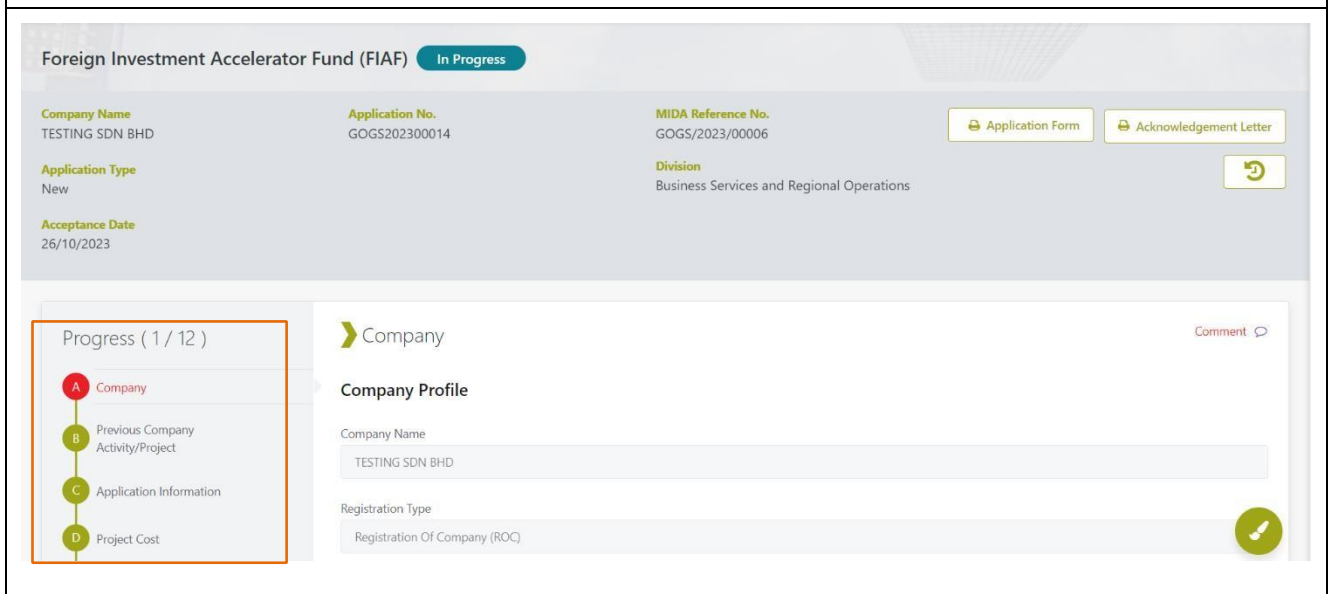 Foreign Investment Accelerator Fund (FIAF) In Progress
Company Name
TESTING SDN BHD
Application No.
GOGS202300014
MIDA Reference No.
GOGS/2023/00006
Application Form
Acknowledgement Letter
Application Type
New
Division
Business Services and Regional Operations
Acceptance Date
26/10/2023
Progress ( 1 / 12 )
A Company
B Previous Company
Activity/Project
C Application Information
D Project Cost
Company
Comment
Company Profile
Company Name
TESTING SDN BHD
Registration Type
Registration Of Company (ROC)